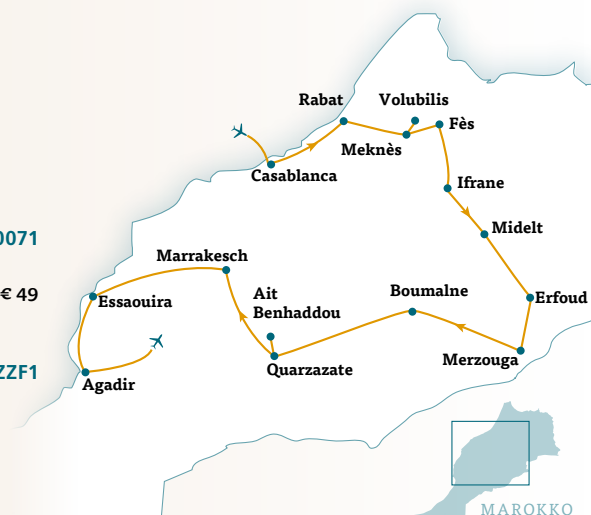 Rabat
Volubilis
Fès
Meknès
Casablanca
Ifrane
0071
Midelt
Marrakesch
€ 49
Essaouira
Ait
Benhaddou
Boumalne
Erfoud
ZZF1
Agadir
Quarzazate
Merzouga
MAROKKO